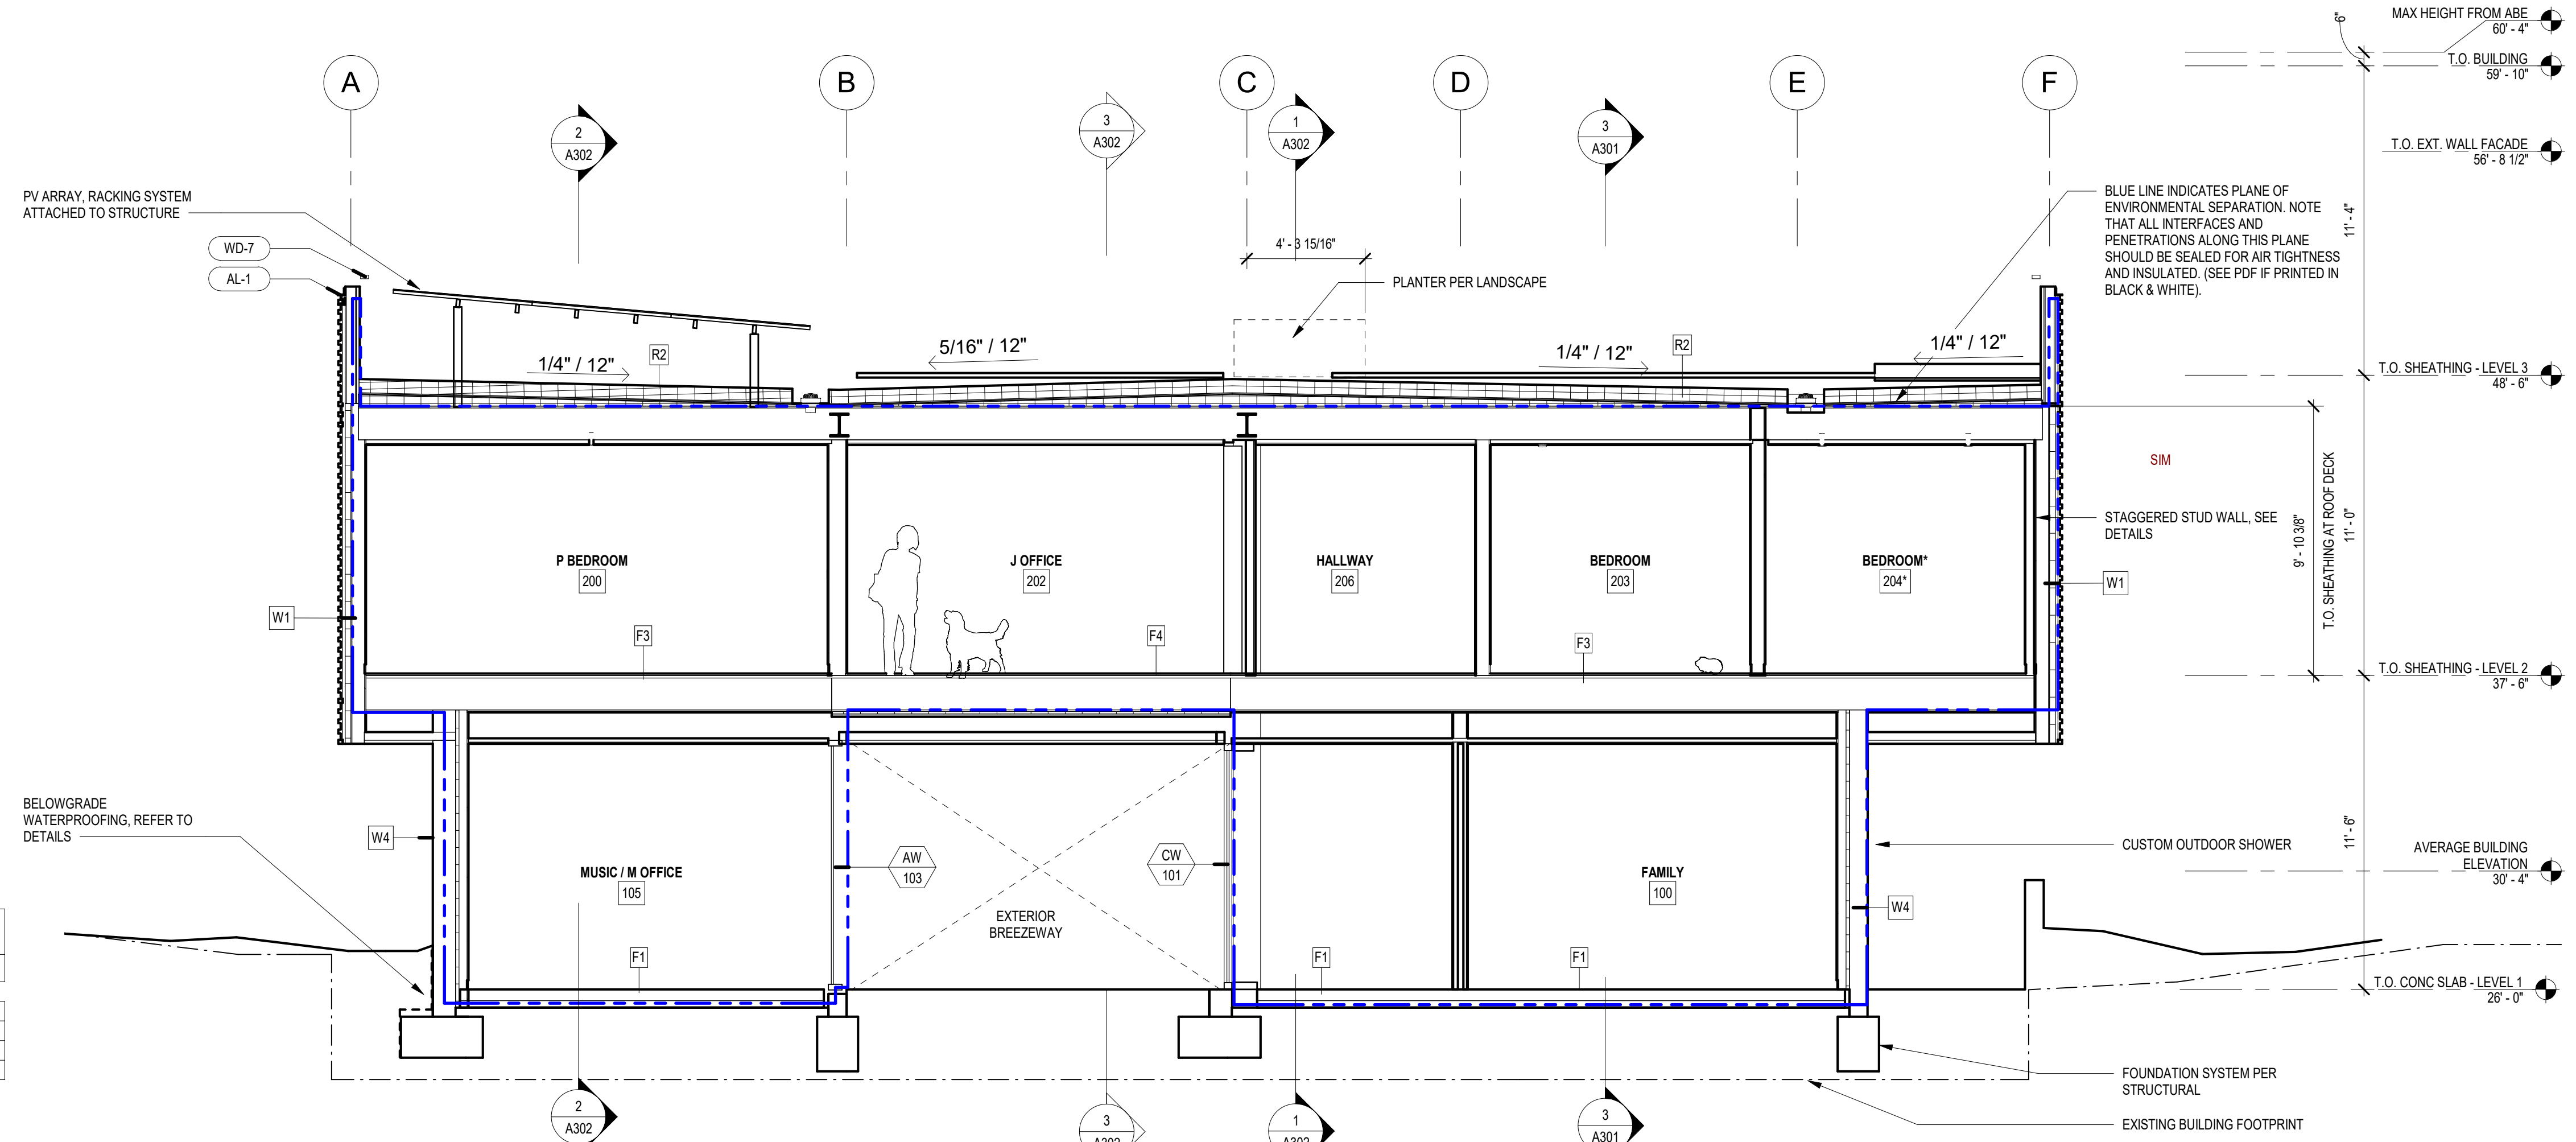 MAX HEIGHT FROM ABE
60' - 4"
6"
T.O. BUILDING
59' - 10"
A
B
C
D
E
F
2
A302
3
A302
1
A302
3
A301
T.O. EXT. WALL FACADE
56' - 8 1/2"
PV ARRAY, RACKING SYSTEM
ATTACHED TO STRUCTURE
WD-7
AL-1
4' - 3 15/16"
PLANTER PER LANDSCAPE
BLUE LINE INDICATES PLANE OF
ENVIRONMENTAL SEPARATION. NOTE
THAT ALL INTERFACES AND
PENETRATIONS ALONG THIS PLANE
SHOULD BE SEALED FOR AIR TIGHTNESS
AND INSULATED. (SEE PDF IF PRINTED IN
BLACK & WHITE).
11' - 4"
1/4" / 12"
R2
5/16" / 12"
1/4" / 12"
R2
1/4" / 12"
T.O. SHEATHING - LEVEL 3
48' - 6"
SIM
STAGGERED STUD WALL, SEE
DETAILS
9' - 10 3/8"
T.O. SHEATHING AT ROOF DECK
11' - 0"
P BEDROOM
200
J OFFICE
202
HALLWAY
206
BEDROOM
203
BEDROOM*
204*
W1
W1
F3
F4
F3
T.O. SHEATHING - LEVEL 2
37' - 6"
BELOWGRADE
WATERPROOFING, REFER TO
DETAILS
W4
MUSIC / M OFFICE
105
AW
103
CW
101
EXTERIOR
BREEZEWAY
FAMILY
100
W4
CUSTOM OUTDOOR SHOWER
11' - 6"
AVERAGE BUILDING
ELEVATION
30' - 4"
F1
F1
F1
T.O. CONC SLAB - LEVEL 1
26' - 0"
FOUNDATION SYSTEM PER
STRUCTURAL
EXISTING BUILDING FOOTPRINT
2
A302
3
A302
1
A302
3
A301